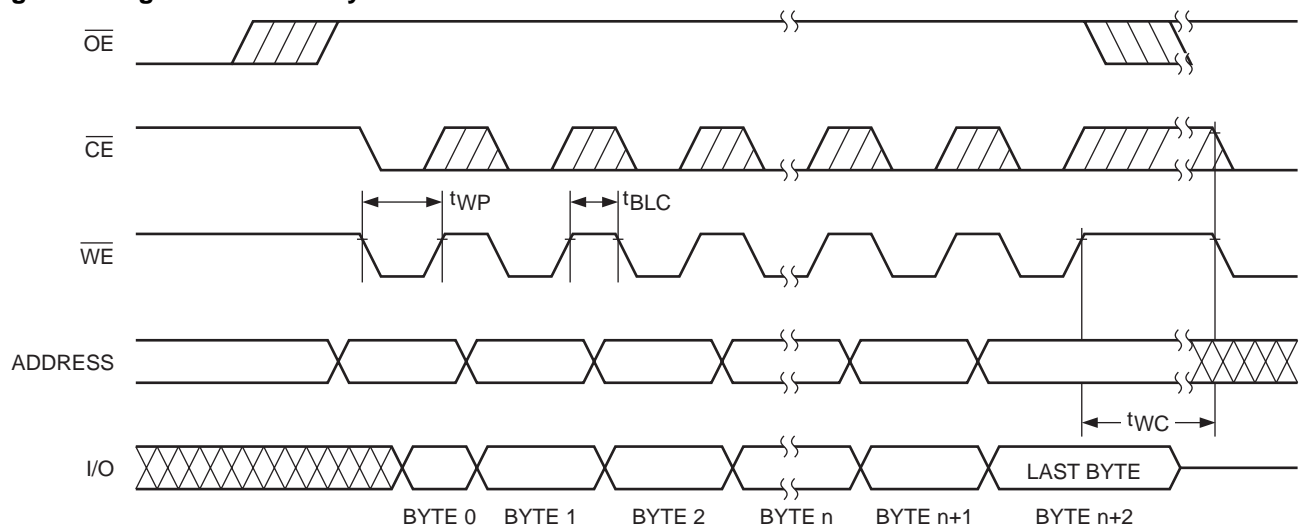 OE
CE
tWP
tBLC
WE
ADDRESS
tWC
I/O
LAST BYTE
BYTE 0 BYTE 1 BYTE 2 BYTE n BYTE n+1 BYTE n+2